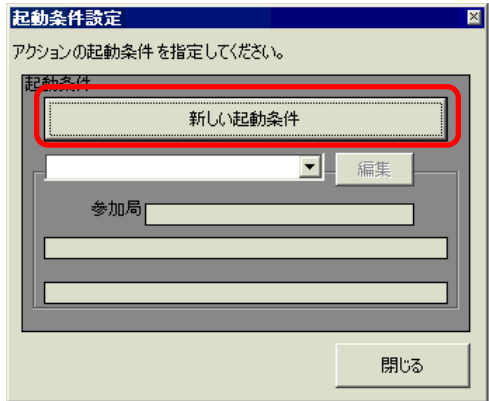 起動条件設定
アクションの起動条件を指定してください。
起動条件
新しい起動条件
編集
参加局
閉じる